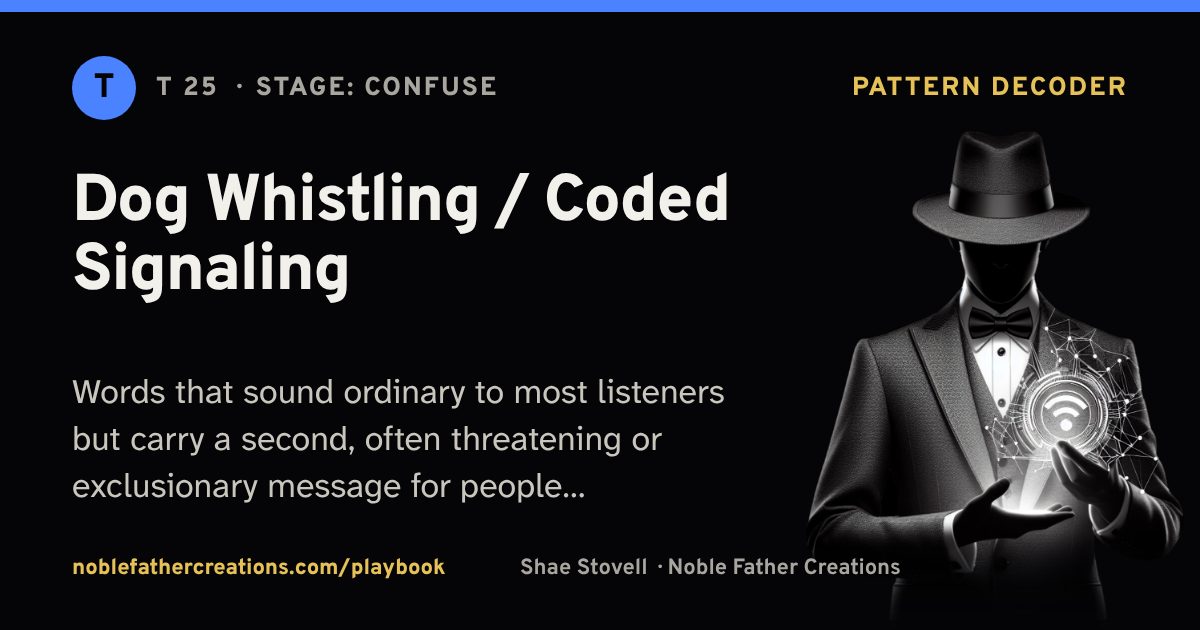 T
T 25 · STAGE: CONFUSE
PATTERN DECODER
Dog Whistling / Coded
Signaling
Words that sound ordinary to most listeners
but carry a second, often threatening or
exclusionary message for people...
noblefathercreations.com/playbook
Shae Stovell · Noble Father Creations